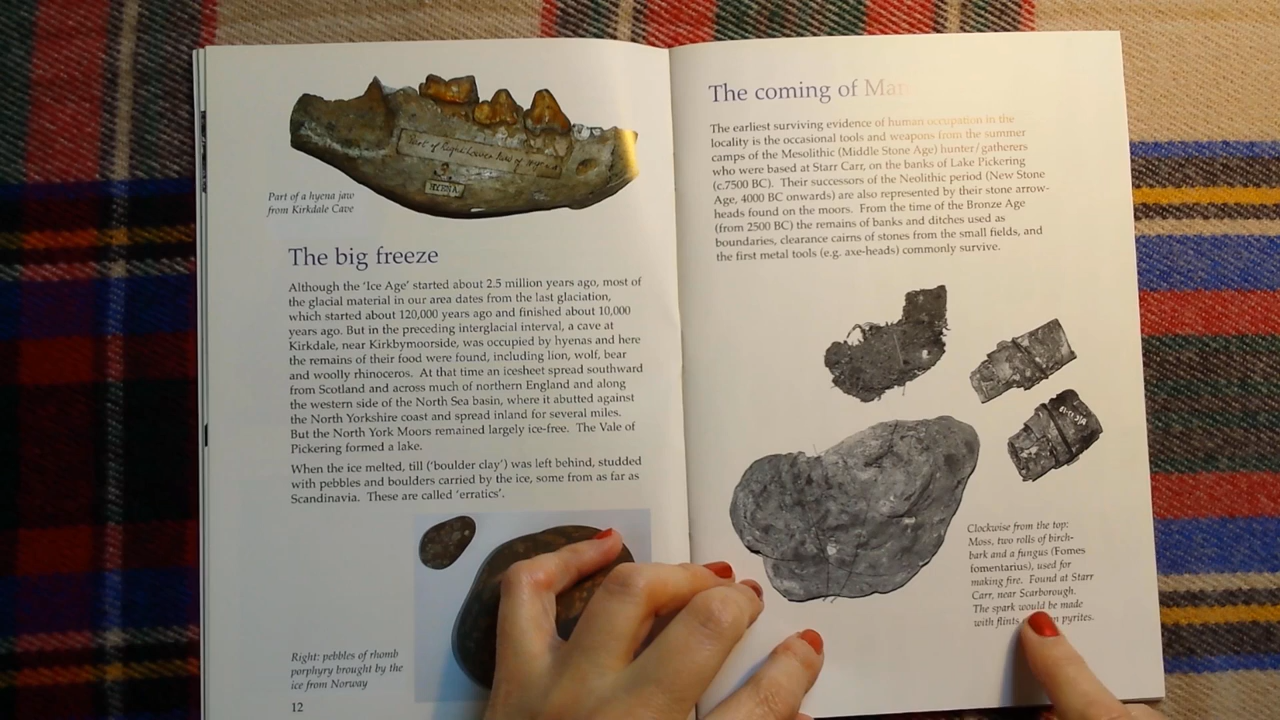 Part of Right Lower Jaw of Hyena
HYENA.
Part of a hyena jaw
from Kirkdale Cave
The big freeze
Although the 'Ice Age' started about 2.5 million years ago, most of
the glacial material in our area dates from the last glaciation,
which started about 120,000 years ago and finished about 10,000
years ago. But in the preceding interglacial interval, a cave at
Kirkdale, near Kirkbymoorside, was occupied by hyenas and here
the remains of their food were found, including lion, wolf, bear
and woolly rhinoceros. At that time an icesheet spread southward
from Scotland and across much of northern England and along
the western side of the North Sea basin, where it abutted against
the North Yorkshire coast and spread inland for several miles.
But the North York Moors remained largely ice-free. The Vale of
Pickering formed a lake.
When the ice melted, till ('boulder clay') was left behind, studded
with pebbles and boulders carried by the ice, some from as far as
Scandinavia. These are called 'erratics'.
Right: pebbles of rhomb
porphyry brought by the
ice from Norway
12
The coming of Man
The earliest surviving evidence of human occupation in the
locality is the occasional tools and weapons from the summer
camps of the Mesolithic (Middle Stone Age) hunter/gatherers
who were based at Starr Carr, on the banks of Lake Pickering
(c.7500 BC). Their successors of the Neolithic period (New Stone
Age, 4000 BC onwards) are also represented by their stone arrow-
heads found on the moors. From the time of the Bronze Age
(from 2500 BC) the remains of banks and ditches used as
boundaries, clearance cairns of stones from the small fields, and
the first metal tools (e.g. axe-heads) commonly survive.
Clockwise from the top:
Moss, two rolls of birch-
bark and a fungus (Fomes
fomentarius), used for
making fire. Found at Starr
Carr, near Scarborough.
The spark would be made
with flints pyrites.